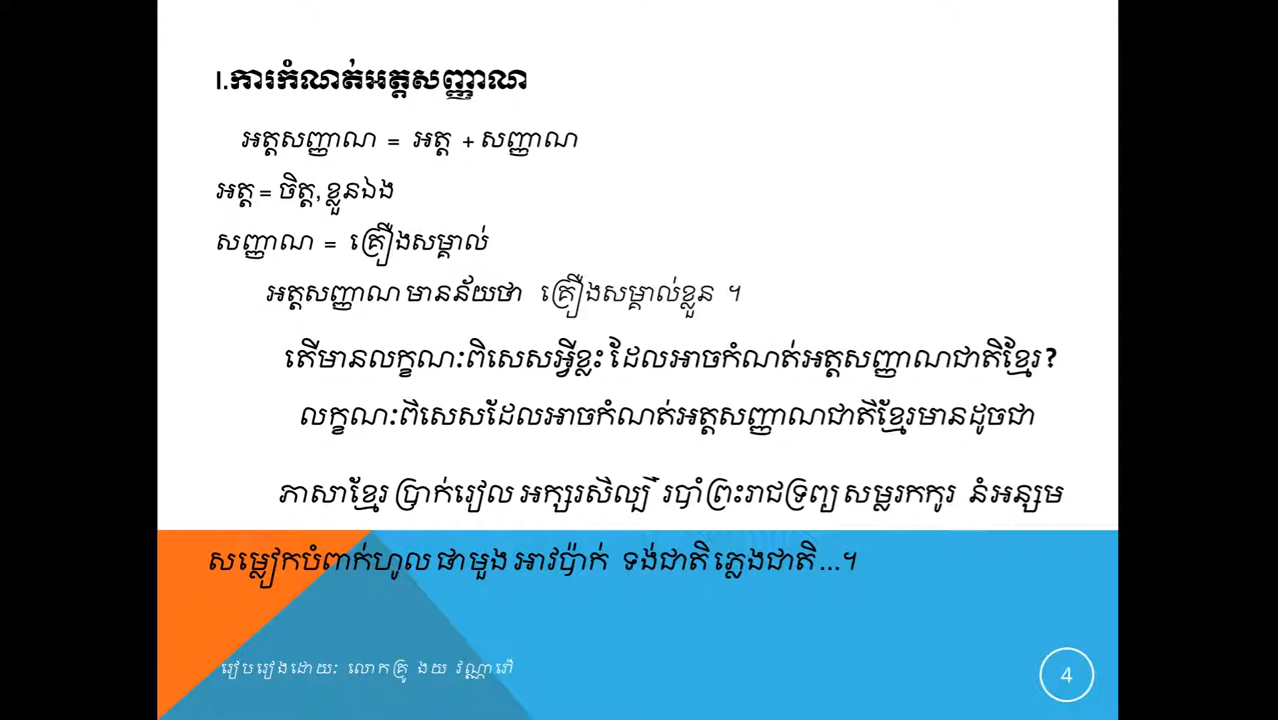 I.ការកំណត់អត្តសញ្ញាណ
អត្តសញ្ញាណ = អត្ត + សញ្ញាណ
អត្ត = ចិត្ត, ខ្លួនឯង
សញ្ញាណ = គ្រឿងសម្គាល់
អត្តសញ្ញាណ មានន័យថា គ្រឿងសម្គាល់ខ្លួន ។
តើមានលក្ខណៈពិសេសអ្វីខ្លះ ដែលអាចកំណត់អត្តសញ្ញាណជាតិខ្មែរ?
លក្ខណៈពិសេសដែលអាចកំណត់អត្តសញ្ញាណជាតិខ្មែរមានដូចជា
ភាសាខ្មែរ ប្រាក់រៀល អក្សរសិល្បិ៍ របាំព្រះរាជទ្រព្យ សម្លរកកូរ នំអន្សម
សម្លៀកបំពាក់ហូល ផាមួង អាវប៉ាក់ ទង់ជាតិ ភ្លេងជាតិ ...។
រៀបរៀងដោយ: លោកគ្រូ ងយ វណ្ណារ៉ៅ
4